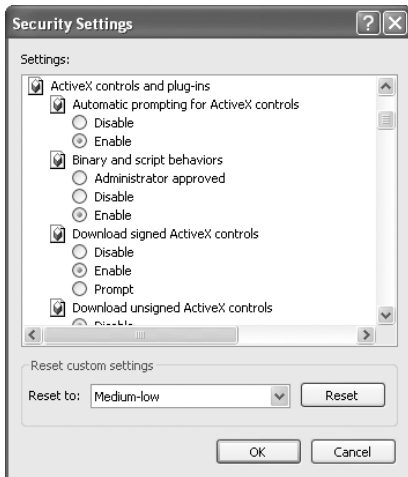 Security Settings
Settings:
ActiveX controls and plug-ins
Automatic prompting for ActiveX controls
Disable
Enable
Binary and script behaviors
Administrator approved
Disable
Enable
Download signed ActiveX controls
Disable
Enable
Prompt
Download unsigned ActiveX controls
Disable
Reset custom settings
Reset to: Medium-low Reset
OK Cancel